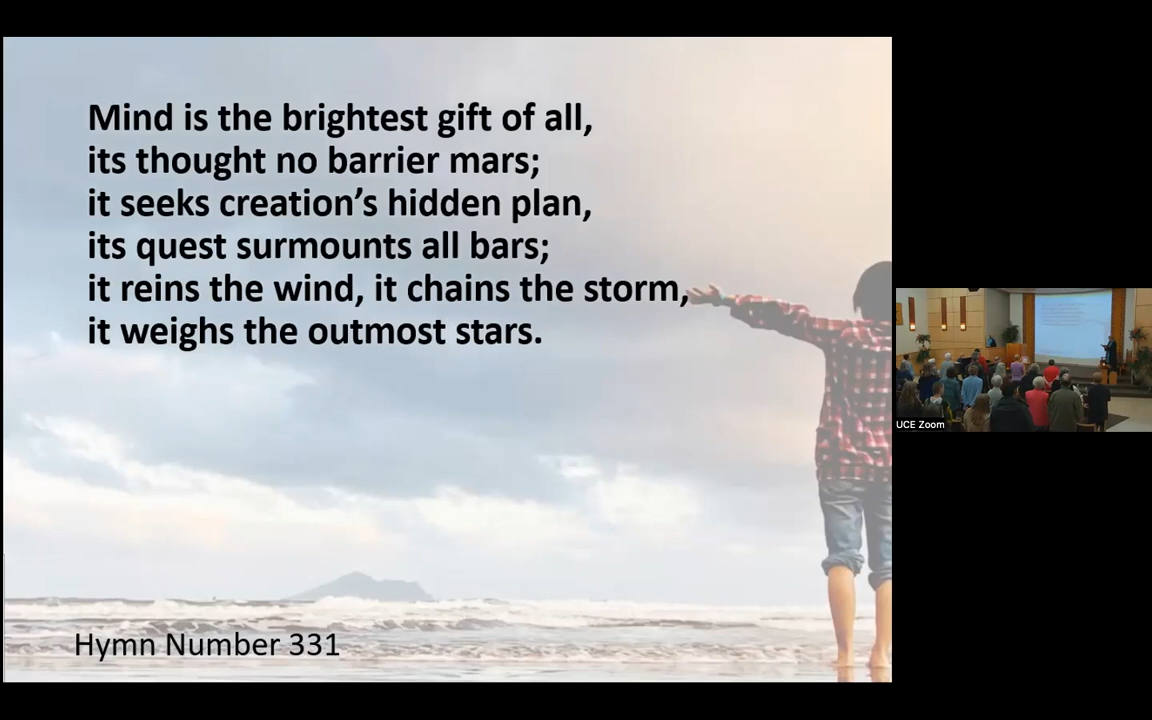 Mind is the brightest gift of all,
its thought no barrier mars;
it seeks creation’s hidden plan,
its quest surmounts all bars;
it reins the wind, it chains the storm,
it weighs the outmost stars.
Hymn Number 331
UCE Zoom